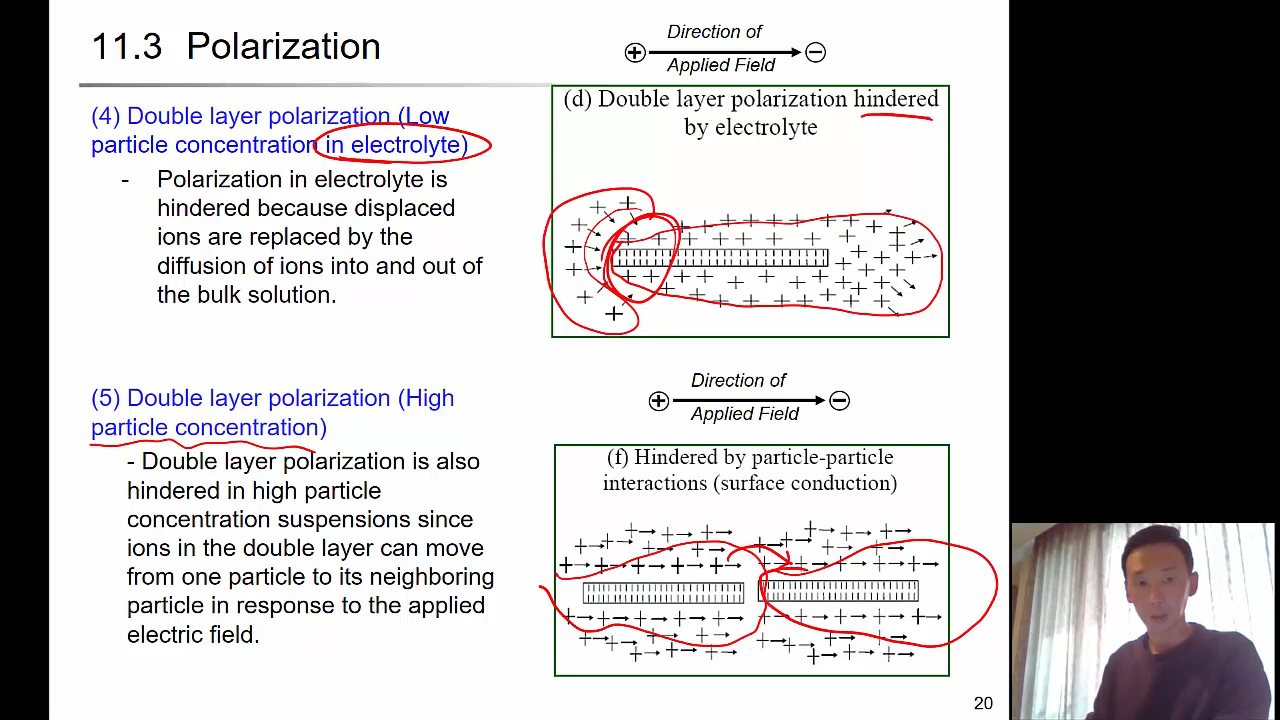 11.3 Polarization
(4) Double layer polarization (Low
particle concentration in electrolyte)
- Polarization in electrolyte is
hindered because displaced
ions are replaced by the
diffusion of ions into and out of
the bulk solution.
Direction of
Applied Field
(d) Double layer polarization hindered
by electrolyte
(5) Double layer polarization (High
particle concentration)
- Double layer polarization is also
hindered in high particle
concentration suspensions since
ions in the double layer can move
from one particle to its neighboring
particle in response to the applied
electric field.
Direction of
Applied Field
(f) Hindered by particle-particle
interactions (surface conduction)
20